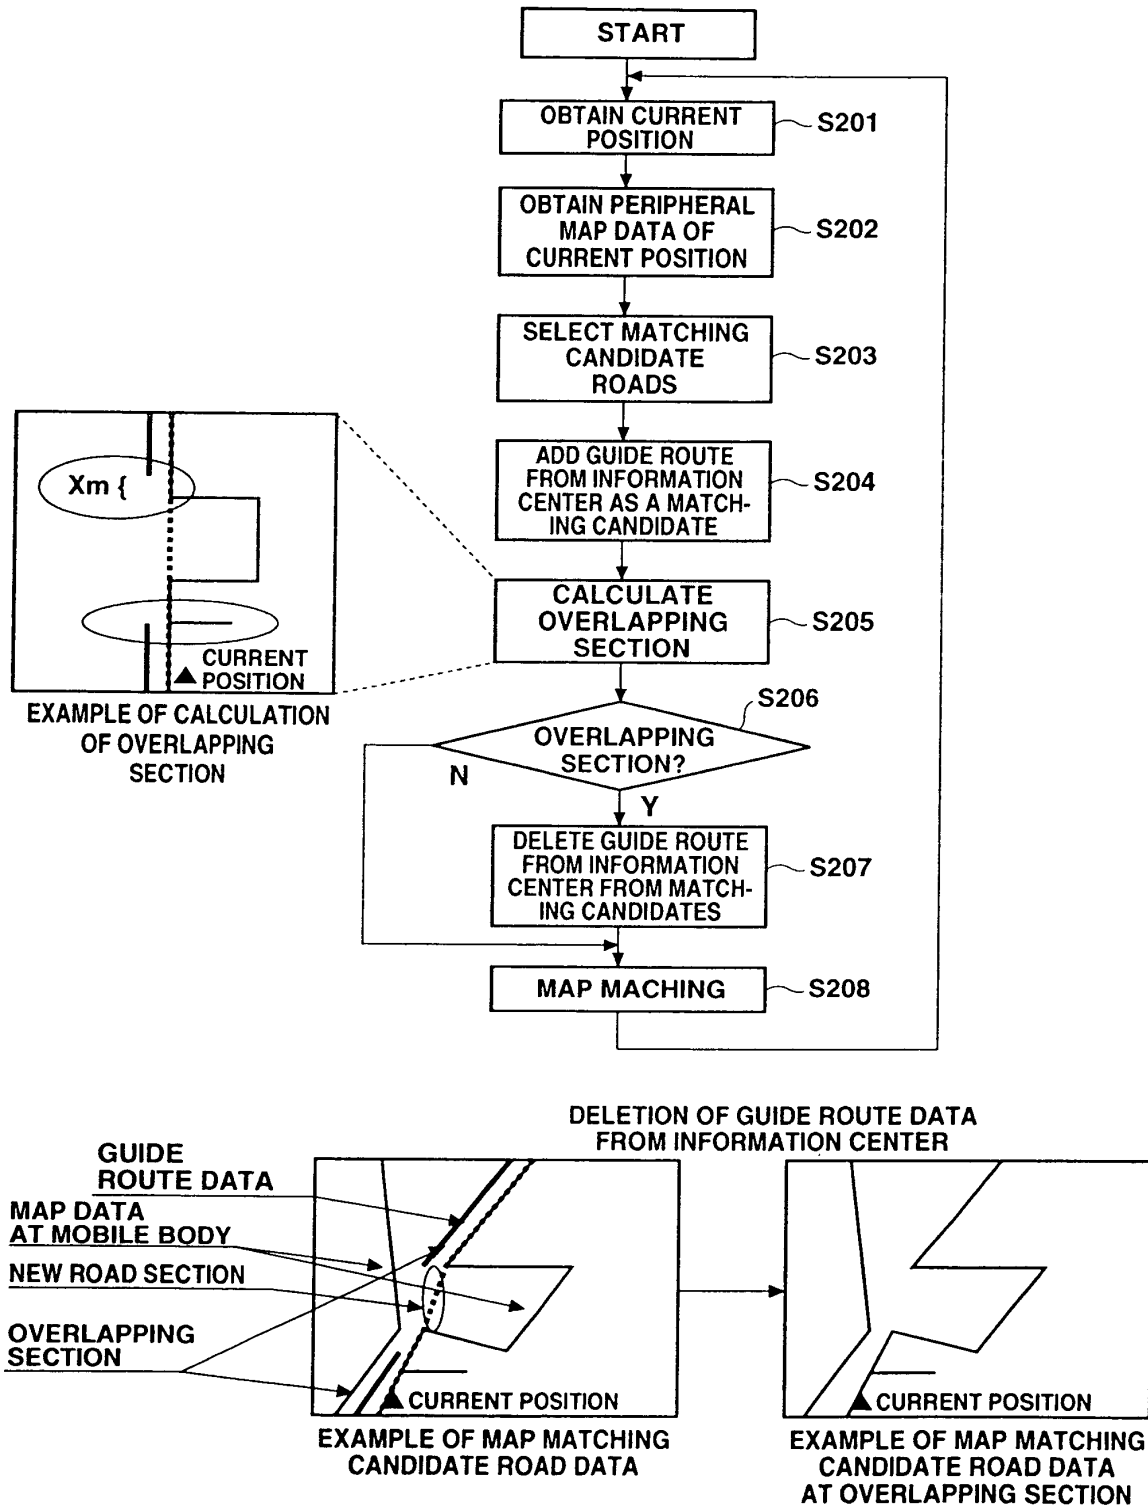 START
OBTAIN CURRENT
POSITION
S201
OBTAIN PERIPHERAL
MAP DATA OF
CURRENT POSITION
S202
SELECT MATCHING
CANDIDATE
ROADS
S203
ADD GUIDE ROUTE
FROM INFORMATION
CENTER AS A MATCH-
ING CANDIDATE
S204
Xm {
CURRENT
POSITION
EXAMPLE OF CALCULATION
OF OVERLAPPING
SECTION
CALCULATE
OVERLAPPING
SECTION
S205
S206
OVERLAPPING
SECTION?
N
Y
DELETE GUIDE ROUTE
FROM INFORMATION
CENTER FROM MATCH-
ING CANDIDATES
S207
MAP MACHING
S208
DELETION OF GUIDE ROUTE DATA
FROM INFORMATION CENTER
GUIDE
ROUTE DATA
MAP DATA
AT MOBILE BODY
NEW ROAD SECTION
OVERLAPPING
SECTION
CURRENT POSITION
EXAMPLE OF MAP MATCHING
CANDIDATE ROAD DATA
CURRENT POSITION
EXAMPLE OF MAP MATCHING
CANDIDATE ROAD DATA
AT OVERLAPPING SECTION